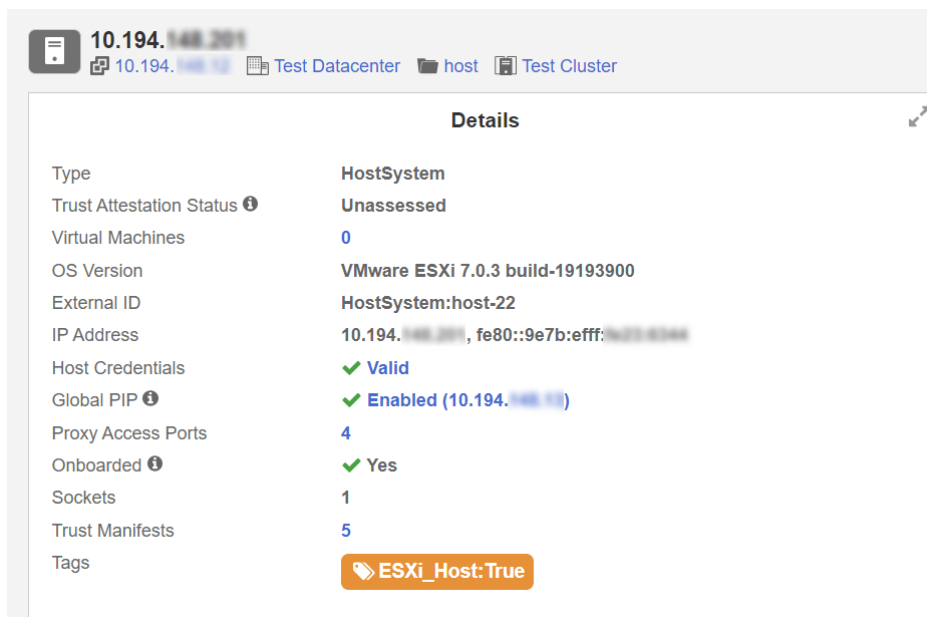 10.194.
10.194. Test Datacenter host Test Cluster
Details
Type HostSystem
Trust Attestation Status Unassessed
Virtual Machines 0
OS Version VMware ESXi 7.0.3 build-19193900
External ID HostSystem:host-22
IP Address 10.194. , fe80::9e7b:efff:
Host Credentials Valid
Global PIP Enabled (10.194. )
Proxy Access Ports 4
Onboarded Yes
Sockets 1
Trust Manifests 5
Tags ESXi_Host:True